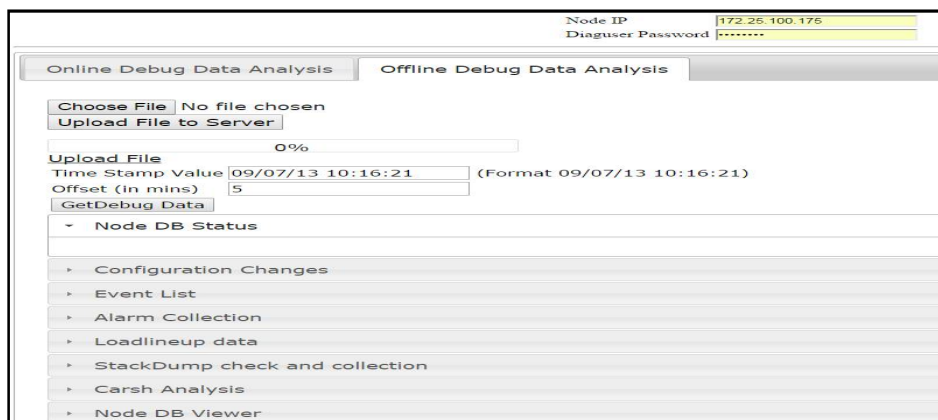 Node IP 172.25.100.175
Diaguser Password ••••••••
Online Debug Data Analysis Offline Debug Data Analysis
Choose File No file chosen
Upload File to Server
0%
Upload File
Time Stamp Value 09/07/13 10:16:21 (Format 09/07/13 10:16:21)
Offset (in mins) 5
GetDebug Data
Node DB Status
Configuration Changes
Event List
Alarm Collection
Loadlineup data
StackDump check and collection
Carsh Analysis
Node DB Viewer